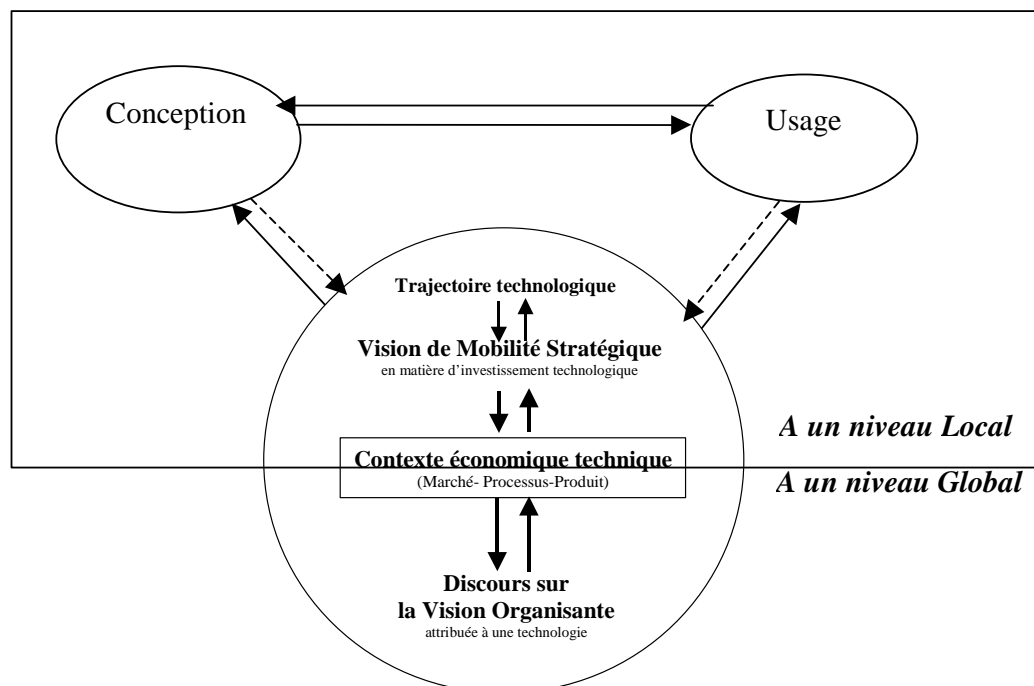 Conception
Usage
Trajectoire technologique
Vision de Mobilité Stratégique
en matière d'investissement technologique
A un niveau Local
Contexte économique technique
(Marché- Processus-Produit)
A un niveau Global
Discours sur
la Vision Organisante
attribuée à une technologie